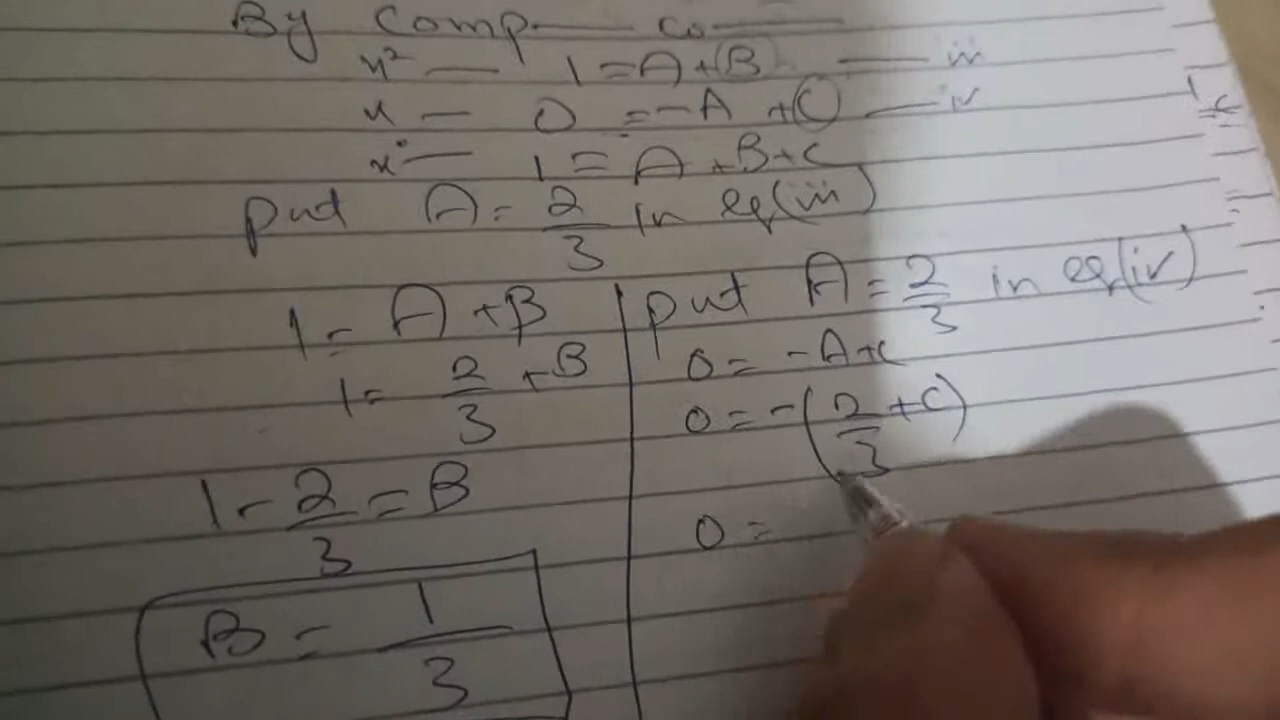 By Comp— co—
x² — 1 = A+B — iii
x — 0 = -A + C — iv
x° — 1 = A + B + C
put A = 2/3 in eq(iii)
1 = A + B
1 = 2/3 + B
1 - 2/3 = B
B = 1/3
put A = 2/3 in eq(iv)
0 = -A+C
0 = -(2/3 + C)
0 =